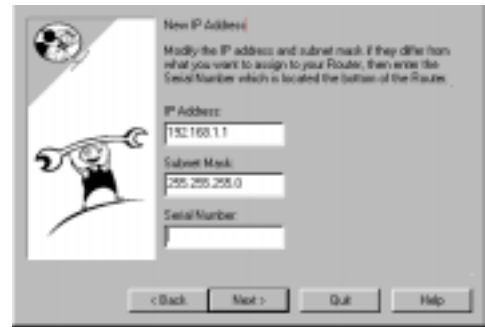 New IP Address
Modify the IP address and subnet mask if they differ from
what you want to assign to your Router, then enter the
Serial Number which is located the bottom of the Router.
IP Address:
192.168.1.1
Subnet Mask:
255.255.255.0
Serial Number:
< Back
Next >
Quit
Help